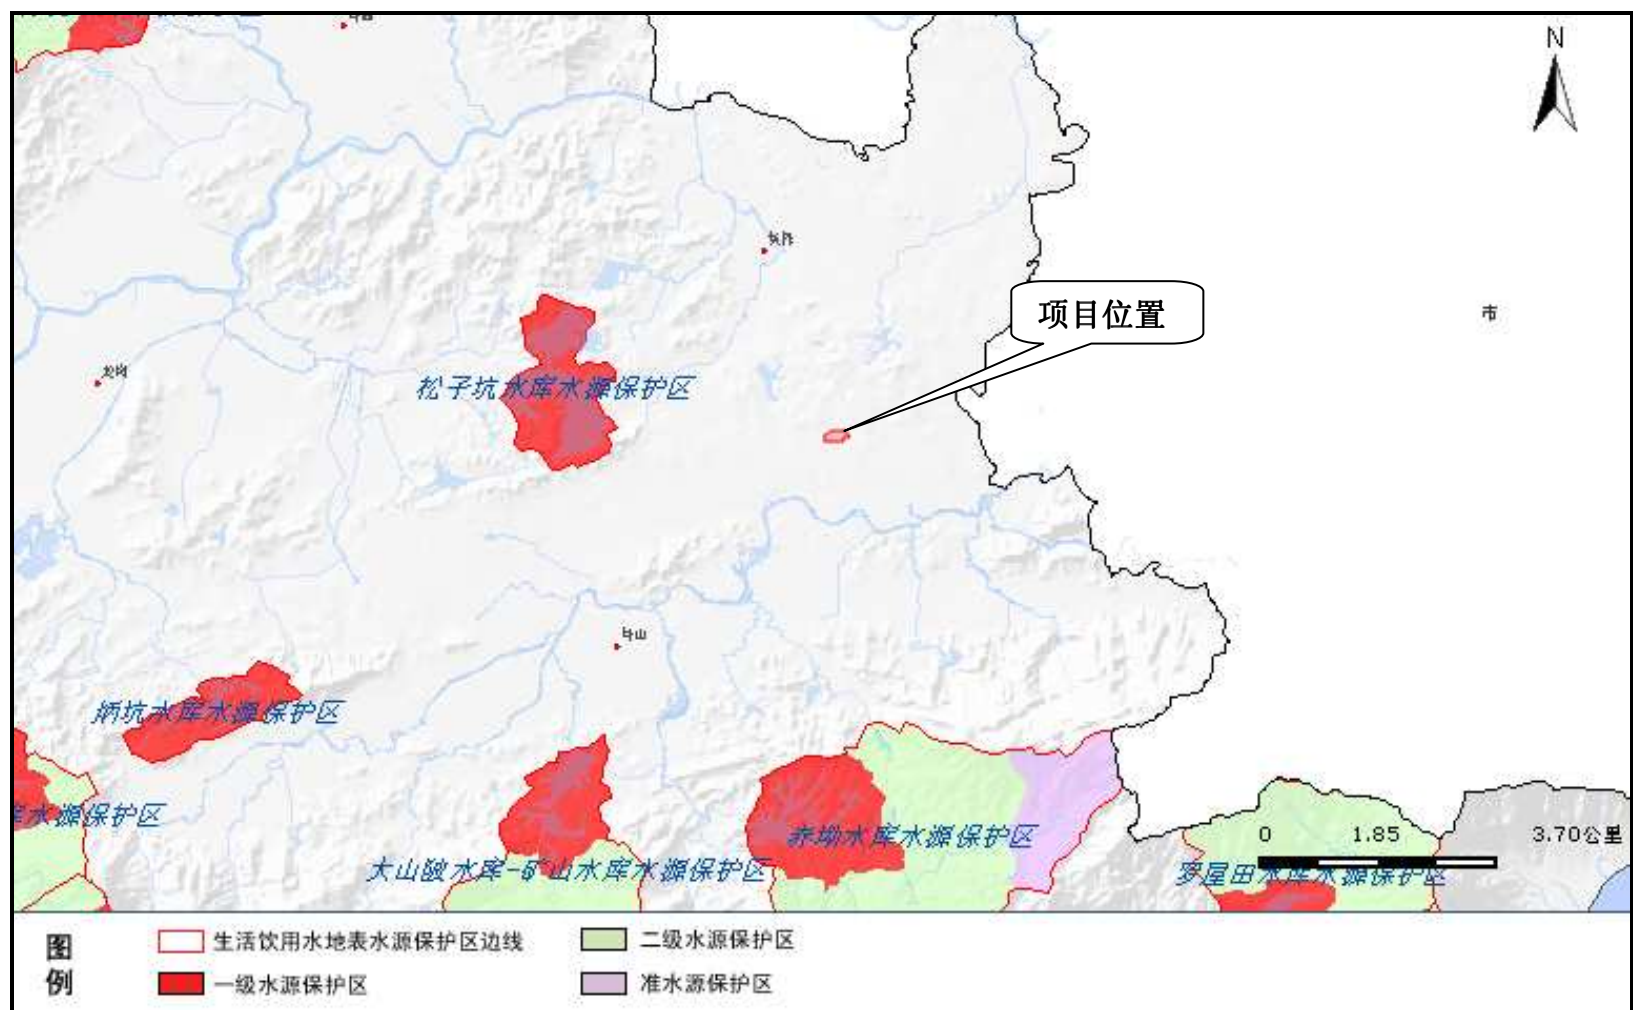 N
坑梓
项目位置
市
龙岗
松子坑水库水源保护区
坪山
炳坑水库水源保护区
库水源保护区
大山陂水库-矿山水库水源保护区
赤坳水库水源保护区
罗屋田水库水源保护区
0 1.85 3.70公里
图例
生活饮用水地表水源保护区边线
二级水源保护区
一级水源保护区
准水源保护区